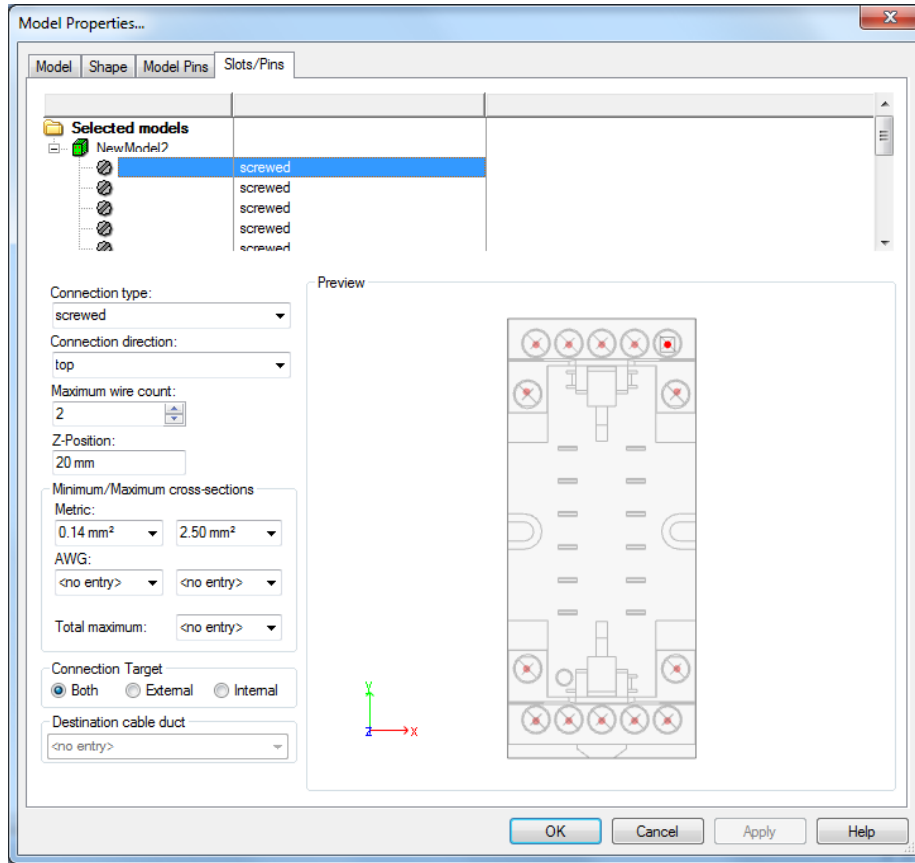 Model Properties...
Model Shape Model Pins Slots/Pins
Selected models
NewModel2
screwed
screwed
screwed
screwed
screwed
Connection type:
screwed
Connection direction:
top
Maximum wire count:
2
Z-Position:
20 mm
Minimum/Maximum cross-sections
Metric:
0.14 mm² 2.50 mm²
AWG:
<no entry> <no entry>
Total maximum: <no entry>
Connection Target
Both External Internal
Destination cable duct
<no entry>
Preview
y
z x
OK Cancel Apply Help